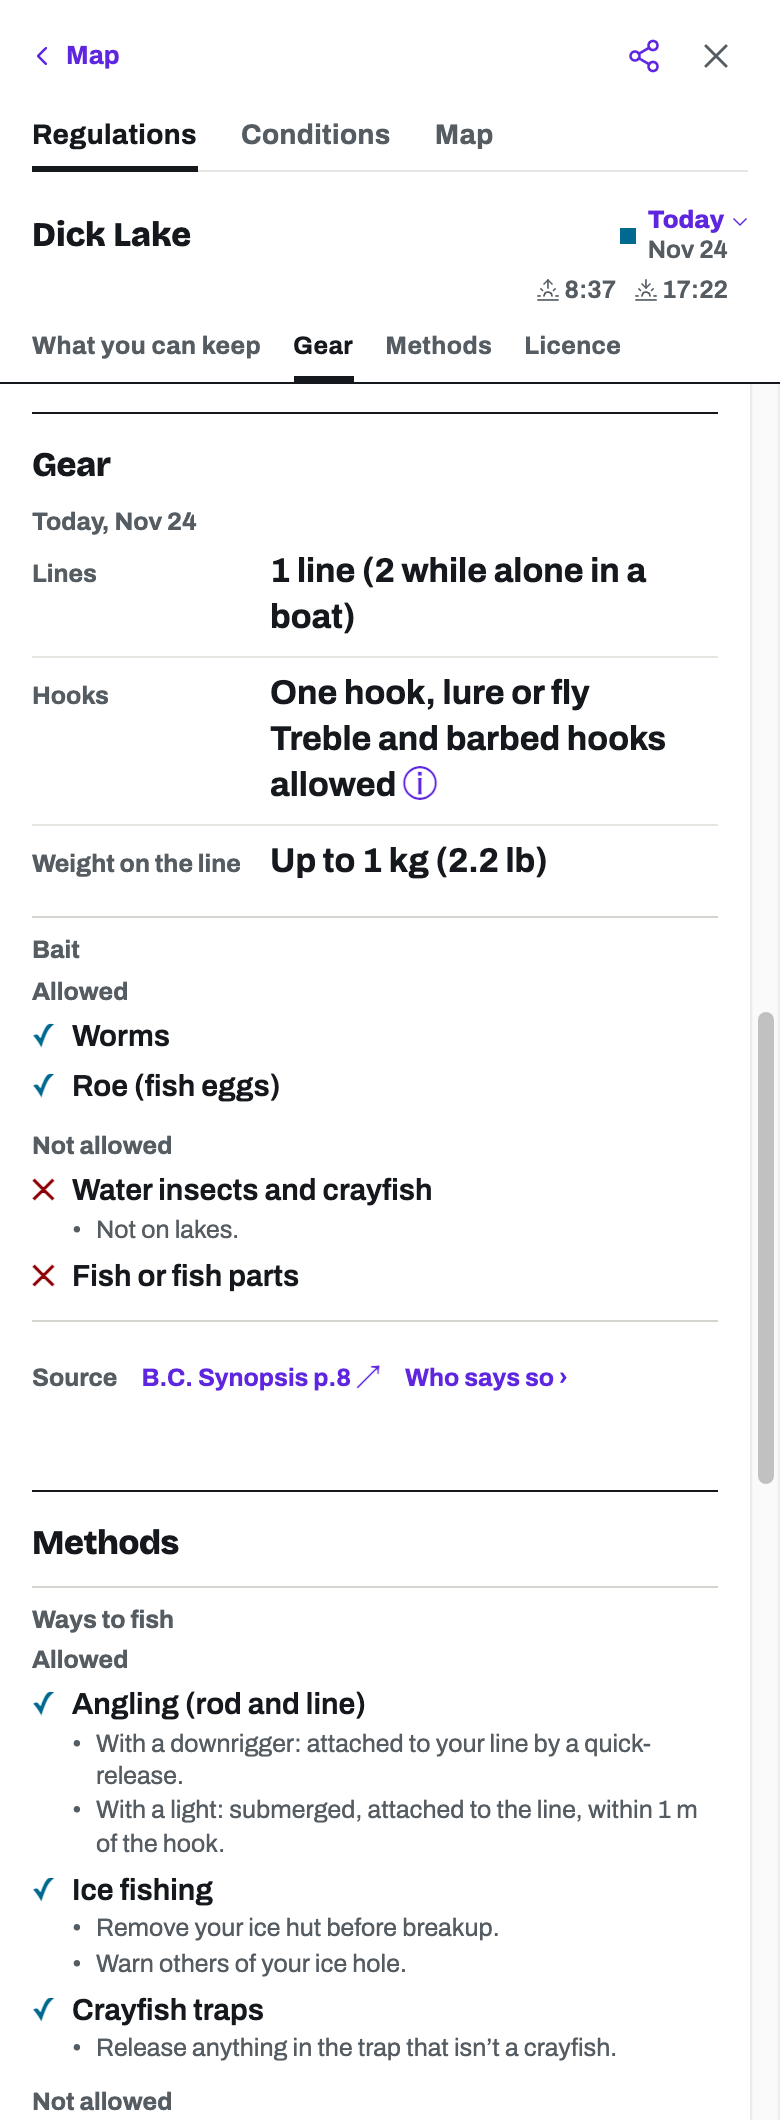 Map
Regulations Conditions Map
Dick Lake
Today
Nov 24
8:37 17:22
What you can keep Gear Methods Licence
Gear
Today, Nov 24
Lines
1 line (2 while alone in a
boat)
Hooks
One hook, lure or fly
Treble and barbed hooks
allowed ⓘ
Weight on the line Up to 1 kg (2.2 lb)
Bait
Allowed
✓ Worms
✓ Roe (fish eggs)
Not allowed
✕ Water insects and crayfish
• Not on lakes.
✕ Fish or fish parts
Source B.C. Synopsis p.8 ↗ Who says so ›
Methods
Ways to fish
Allowed
✓ Angling (rod and line)
• With a downrigger: attached to your line by a quick-
release.
• With a light: submerged, attached to the line, within 1 m
of the hook.
✓ Ice fishing
• Remove your ice hut before breakup.
• Warn others of your ice hole.
✓ Crayfish traps
• Release anything in the trap that isn’t a crayfish.
Not allowed